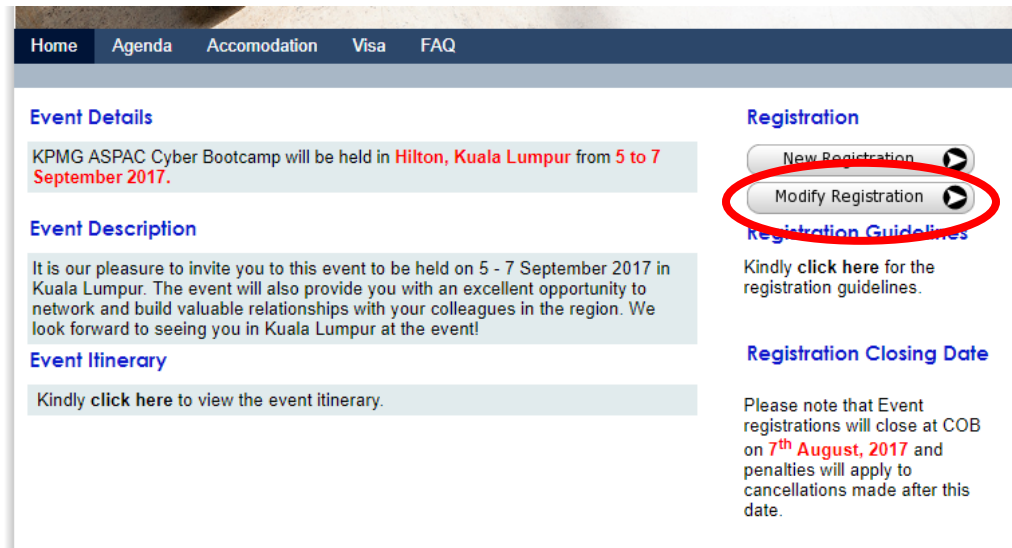 Home Agenda Accomodation Visa FAQ
Event Details
KPMG ASPAC Cyber Bootcamp will be held in Hilton, Kuala Lumpur from 5 to 7
September 2017.
Event Description
It is our pleasure to invite you to this event to be held on 5 - 7 September 2017 in
Kuala Lumpur. The event will also provide you with an excellent opportunity to
network and build valuable relationships with your colleagues in the region. We
look forward to seeing you in Kuala Lumpur at the event!
Event Itinerary
Kindly click here to view the event itinerary.
Registration
New Registration
Modify Registration
Registration Guidelines
Kindly click here for the
registration guidelines.
Registration Closing Date
Please note that Event
registrations will close at COB
on 7th August, 2017 and
penalties will apply to
cancellations made after this
date.